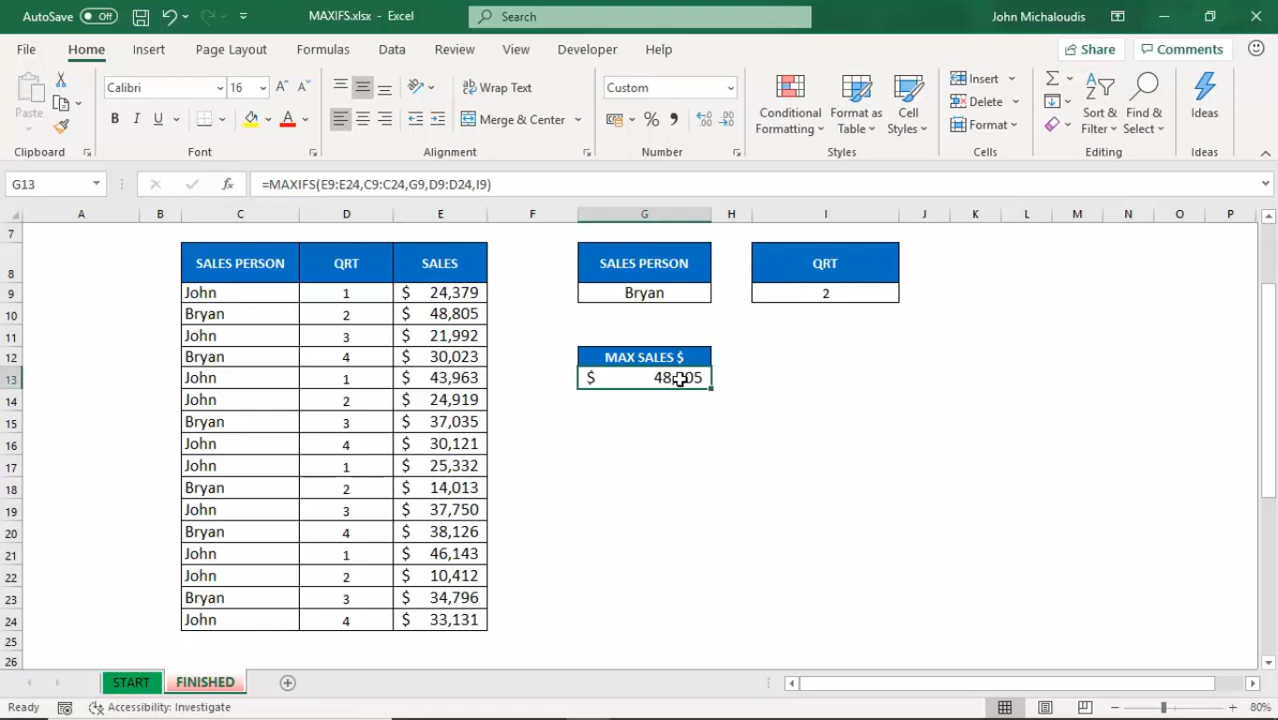 AutoSave Off MAXIFS.xlsx - Excel Search John Michaloudis
File Home Insert Page Layout Formulas Data Review View Developer Help Share Comments
Paste Calibri 16 Wrap Text Custom Conditional Formatting Format as Table Cell Styles Insert Sort & Filter Find & Select Ideas
B I U A Merge & Center $ % Delete
Format
Clipboard Font Alignment Number Styles Cells Editing Ideas
G13 fx =MAXIFS(E9:E24,C9:C24,G9,D9:D24,I9)
A B C D E F G H I J K L M N O P
7
8 SALES PERSON QRT SALES SALES PERSON QRT
9 John 1 $ 24,379 Bryan 2
10 Bryan 2 $ 48,805
11 John 3 $ 21,992
12 Bryan 4 $ 30,023 MAX SALES $
13 John 1 $ 43,963 $
14 John 2 $ 24,919
15 Bryan 3 $ 37,035
16 John 4 $ 30,121
17 John 1 $ 25,332
18 Bryan 2 $ 14,013
19 John 3 $ 37,750
20 Bryan 4 $ 38,126
21 John 1 $ 46,143
22 John 2 $ 10,412
23 Bryan 3 $ 34,796
24 John 4 $ 33,131
25
26
START FINISHED
Ready Accessibility: Investigate 80%